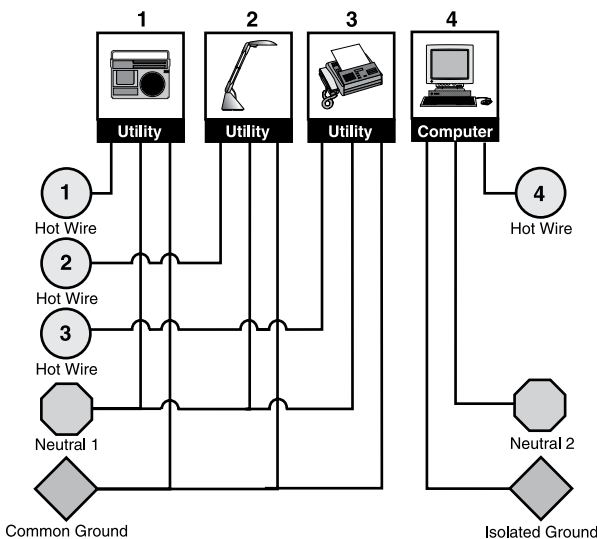 1 2 3 4
Utility Utility Utility Computer
1 4
Hot Wire Hot Wire
2
Hot Wire
3
Hot Wire
Neutral 1 Neutral 2
Common Ground Isolated Ground